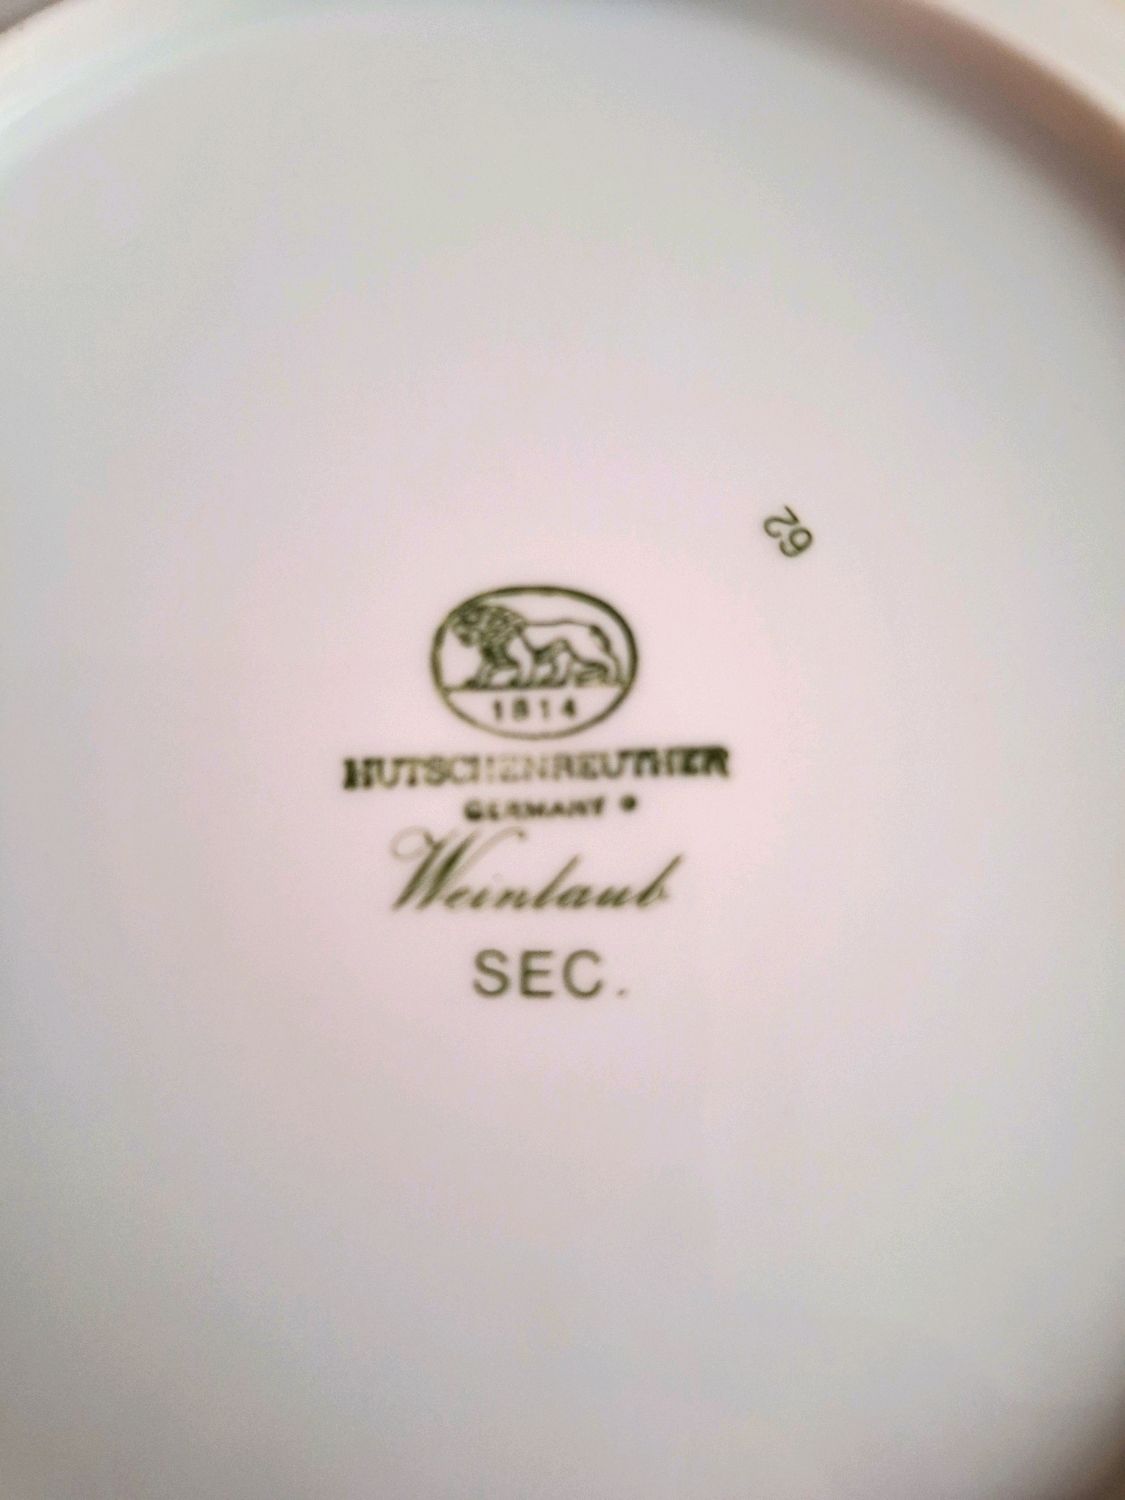 62
1814
HUTSCHENREUTHER
GERMANY ®
Weinlaub
SEC.